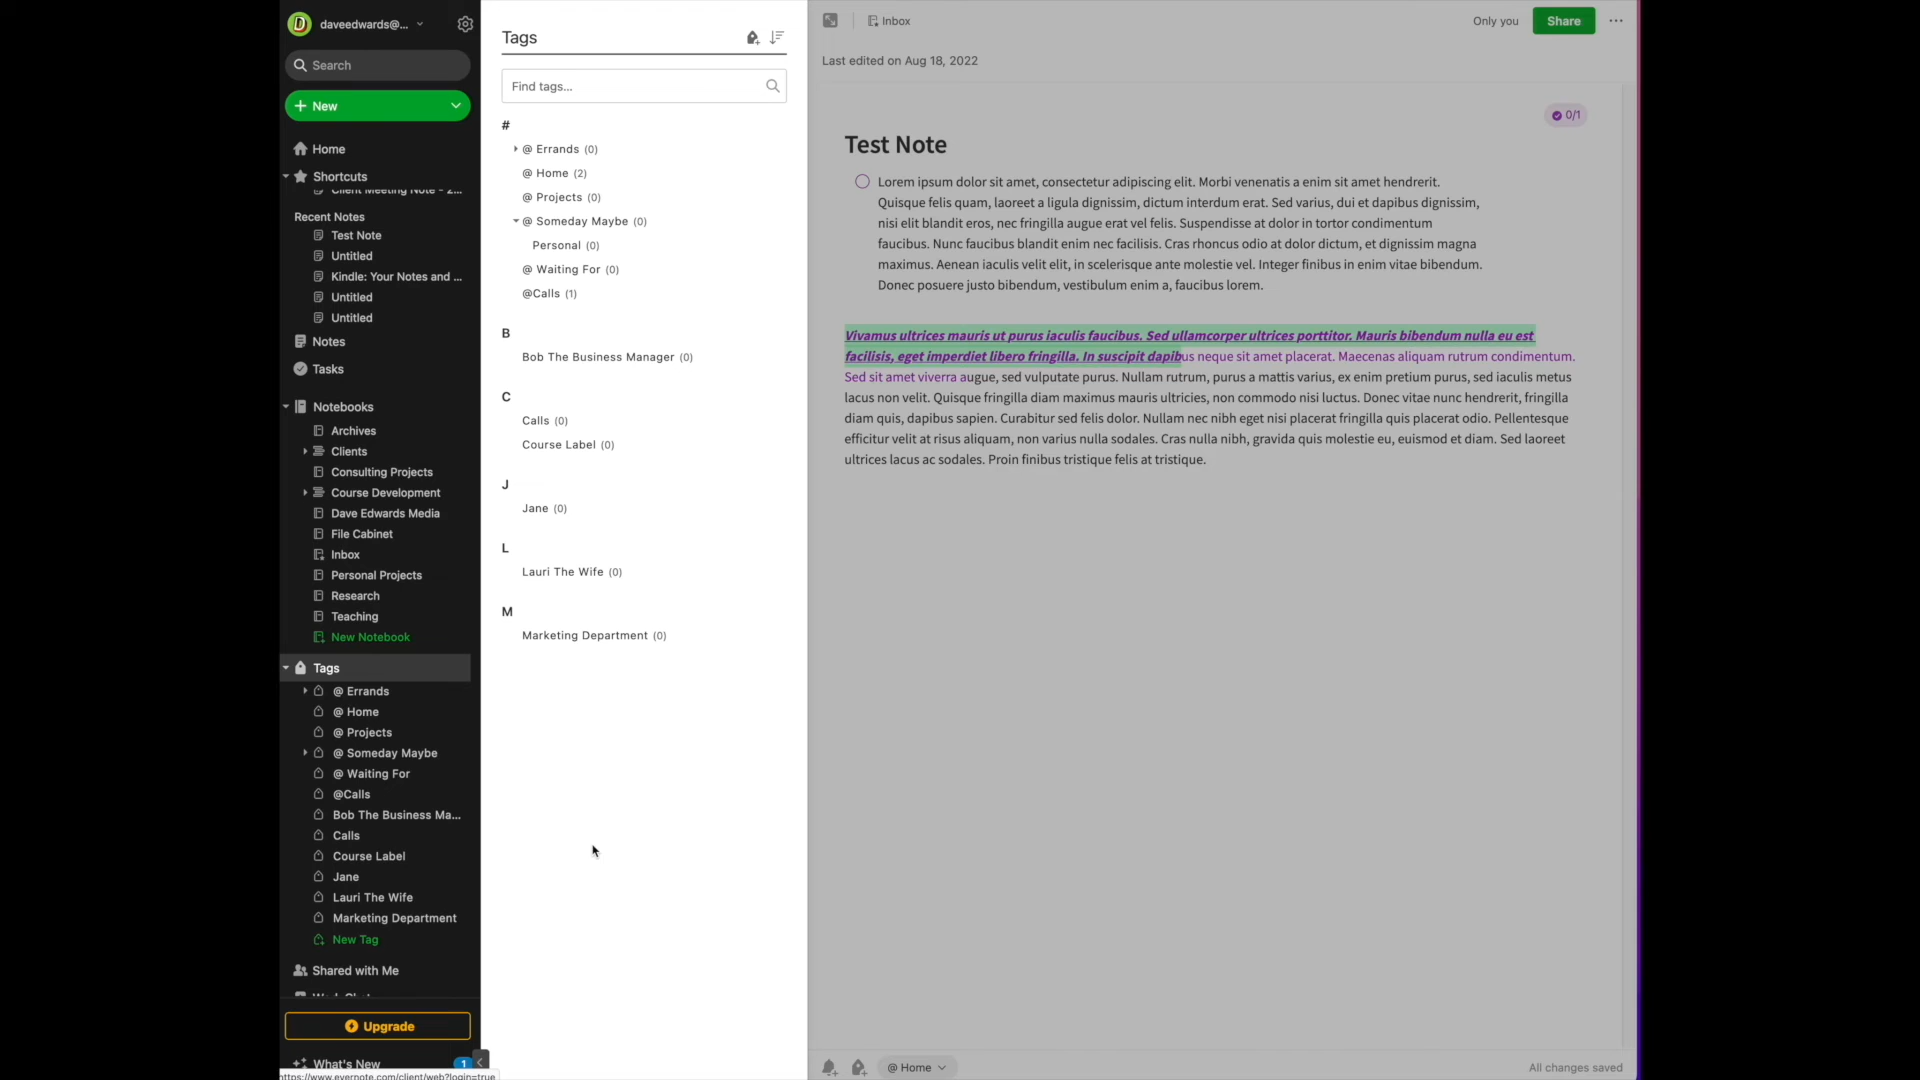 daveedwards@...
Search
New
Home
Shortcuts
Client Meeting Note - 2...
Recent Notes
Test Note
Untitled
Kindle: Your Notes and ...
Untitled
Untitled
Notes
Tasks
Notebooks
Archives
Clients
Consulting Projects
Course Development
Dave Edwards Media
File Cabinet
Inbox
Personal Projects
Research
Teaching
New Notebook
Tags
@ Errands
@ Home
@ Projects
@ Someday Maybe
@ Waiting For
@Calls
Bob The Business Ma...
Calls
Course Label
Jane
Lauri The Wife
Marketing Department
New Tag
Shared with Me
Work Chat
Upgrade
What's New 1
https://www.evernote.com/client/web?login=true
Tags
Find tags...
#
@ Errands (0)
@ Home (2)
@ Projects (0)
@ Someday Maybe (0)
Personal (0)
@ Waiting For (0)
@Calls (1)
B
Bob The Business Manager (0)
C
Calls (0)
Course Label (0)
J
Jane (0)
L
Lauri The Wife (0)
M
Marketing Department (0)
Inbox
Only you
Share
Last edited on Aug 18, 2022
0/1
Test Note
Lorem ipsum dolor sit amet, consectetur adipiscing elit. Morbi venenatis a enim sit amet hendrerit.
Quisque felis quam, laoreet a ligula dignissim, dictum interdum erat. Sed varius, dui et dapibus dignissim,
nisi elit blandit eros, nec fringilla augue erat vel felis. Suspendisse at dolor in tortor condimentum
faucibus. Nunc faucibus blandit enim nec facilisis. Cras rhoncus odio at dolor dictum, et dignissim magna
maximus. Aenean iaculis velit elit, in scelerisque ante molestie vel. Integer finibus in enim vitae bibendum.
Donec posuere justo bibendum, vestibulum enim a, faucibus lorem.
Vivamus ultrices mauris ut purus iaculis faucibus. Sed ullamcorper ultrices porttitor. Mauris bibendum nulla eu est
facilisis, eget imperdiet libero fringilla. In suscipit dapibus neque sit amet placerat. Maecenas aliquam rutrum condimentum.
Sed sit amet viverra augue, sed vulputate purus. Nullam rutrum, purus a mattis varius, ex enim pretium purus, sed iaculis metus
lacus non velit. Quisque fringilla diam maximus mauris ultricies, non commodo nisi luctus. Donec vitae nunc hendrerit, fringilla
diam quis, dapibus sapien. Curabitur sed felis dolor. Nullam nec nibh eget nisi placerat fringilla quis placerat odio. Pellentesque
efficitur velit at risus aliquam, non varius nulla sodales. Cras nulla nibh, gravida quis molestie eu, euismod et diam. Sed laoreet
ultrices lacus ac sodales. Proin finibus tristique felis at tristique.
@ Home
All changes saved